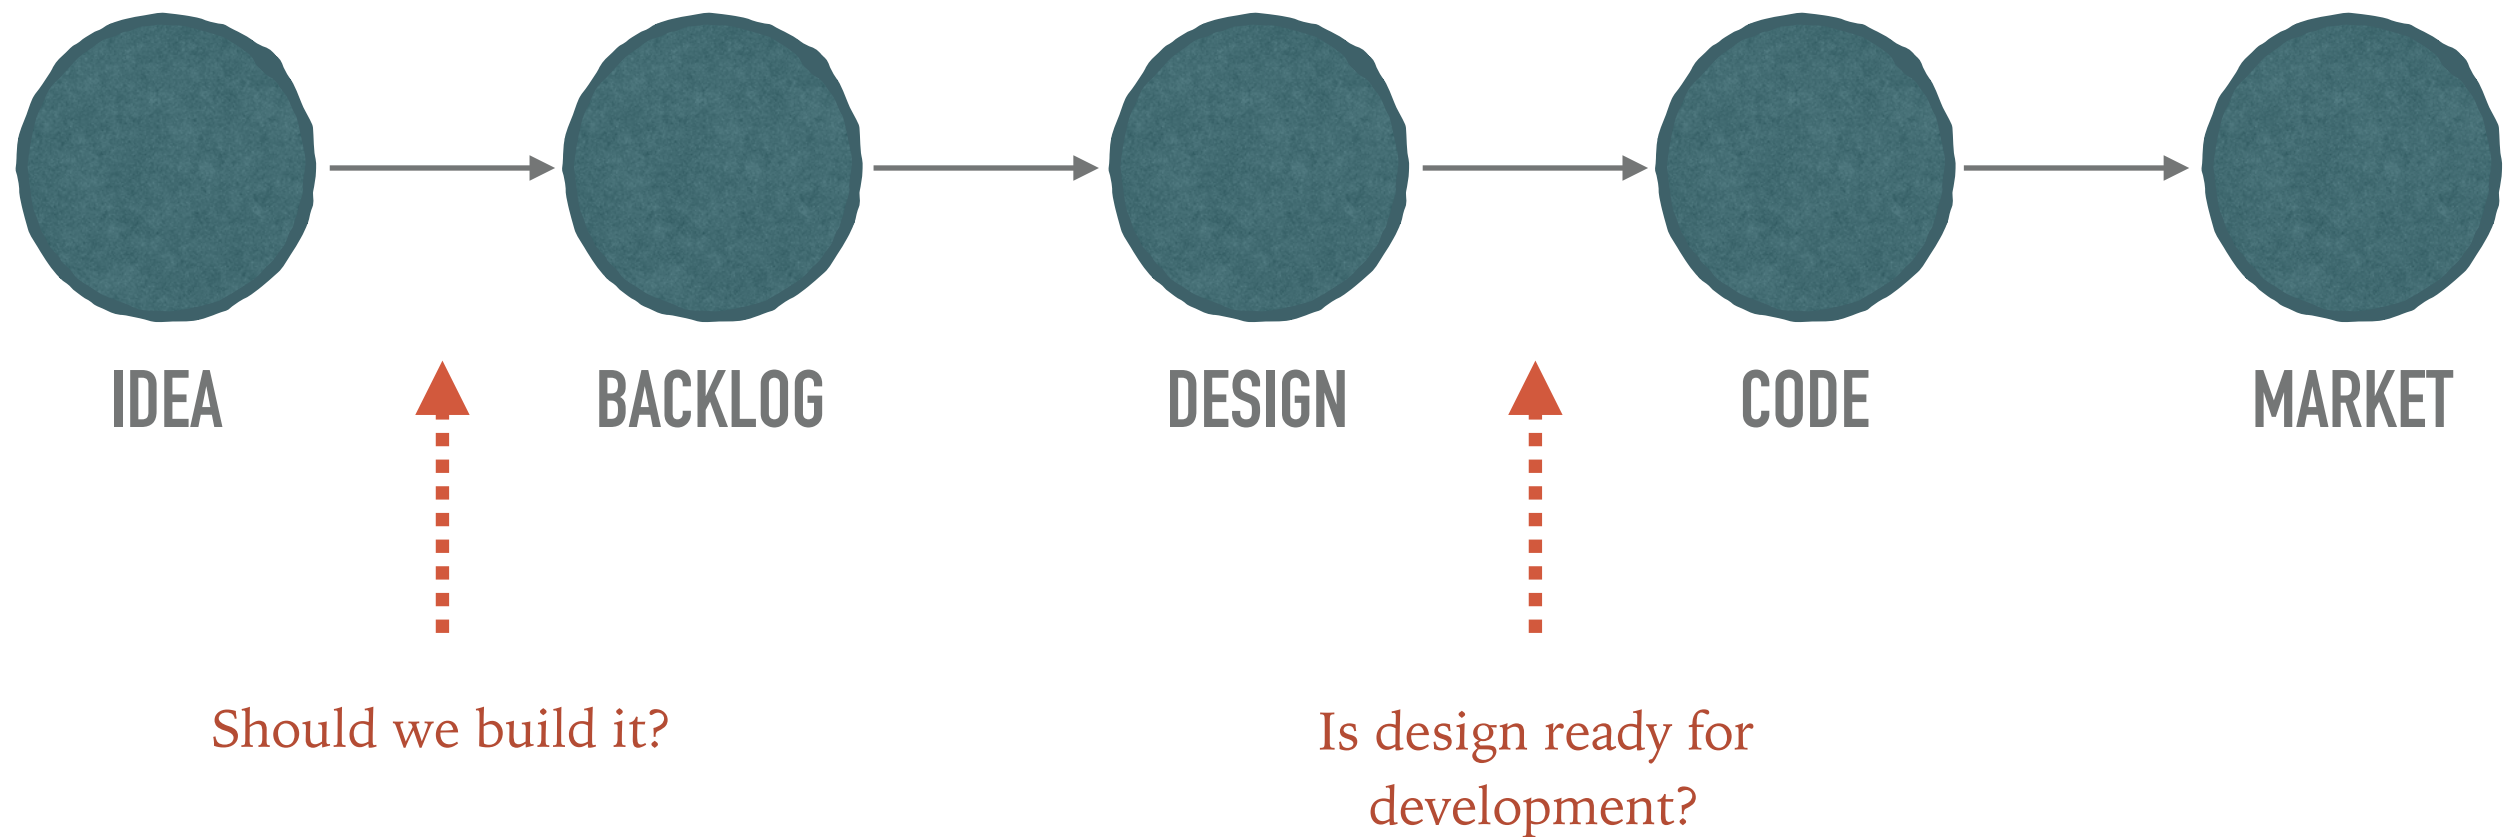 IDEA
BACKLOG
DESIGN
CODE
MARKET
Should we build it?
Is design ready for
development?